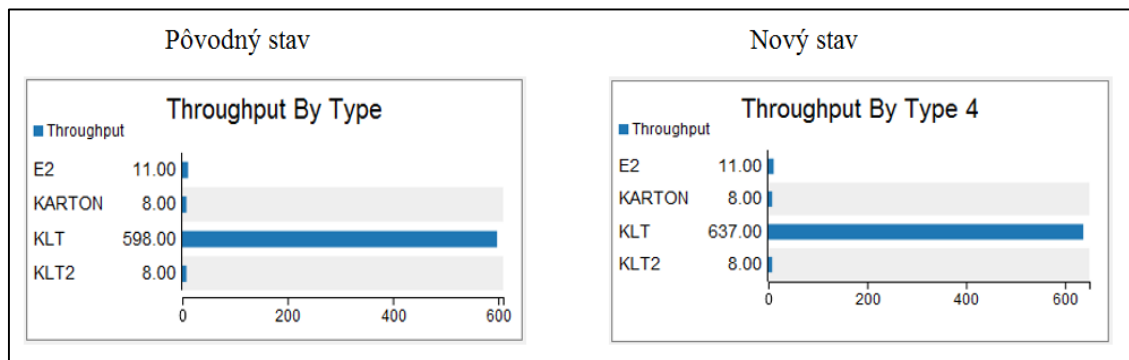 Pôvodný stav
Throughput By Type
Throughput
E2 11.00
KARTON 8.00
KLT 598.00
KLT2 8.00
0 200 400 600
Nový stav
Throughput By Type 4
Throughput
E2 11.00
KARTON 8.00
KLT 637.00
KLT2 8.00
0 200 400 600